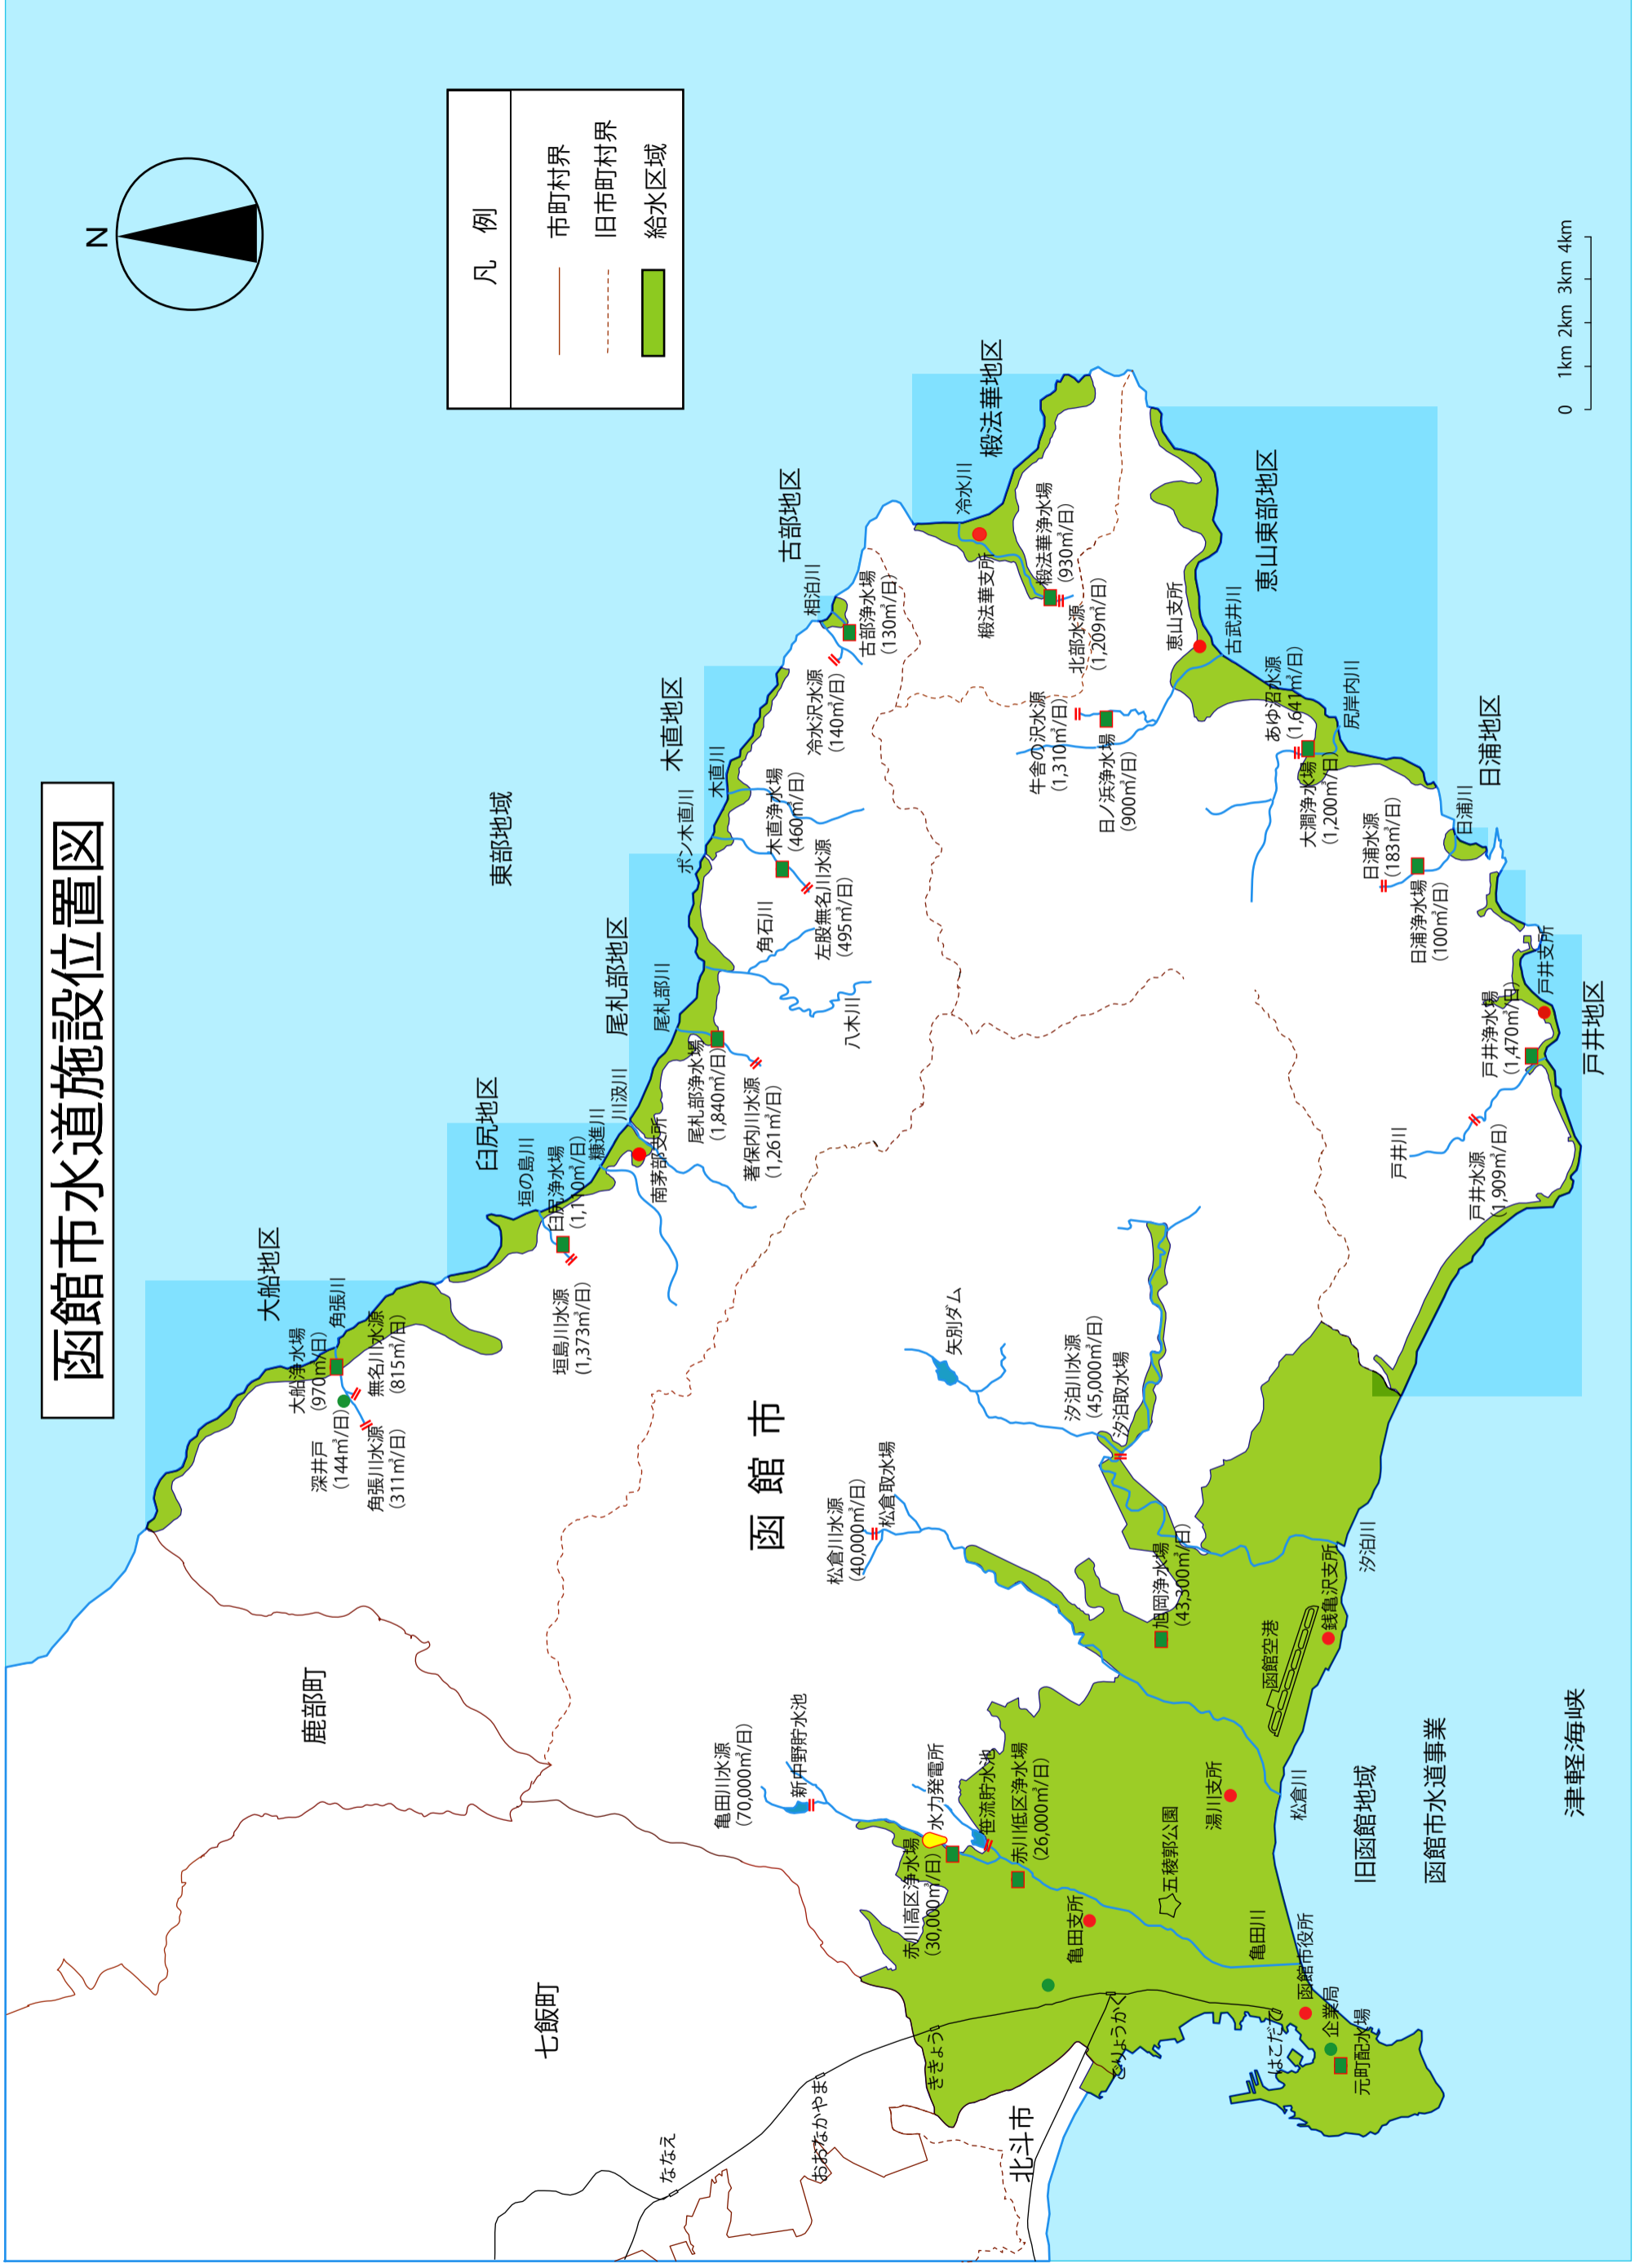 函館市水道施設位置図
N
凡 例
市町村界
旧市町村界
給水区域
0 1km 2km 3km 4km
東部地域
大船地区
角張川
大船浄水場
(970㎥/日)
無名川水源
(815㎥/日)
深井戸
(144㎥/日)
角張川水源
(311㎥/日)
臼尻地区
垣の島川
臼尻浄水場
(1,110㎥/日)
垣島川水源
(1,373㎥/日)
糠進川
川汲川
南茅部支所
尾札部地区
尾札部川
尾札部浄水場
(1,840㎥/日)
著保内川水源
(1,261㎥/日)
八木川
角石川
木直地区
ポン木直川
木直川
木直浄水場
(460㎥/日)
左股無名川水源
(495㎥/日)
古部地区
相泊川
古部浄水場
(130㎥/日)
冷水沢水源
(140㎥/日)
椴法華地区
冷水川
椴法華支所
椴法華浄水場
(930㎥/日)
北部水源
(1,209㎥/日)
恵山東部地区
恵山支所
古武井川
牛舎の沢水源
(1,310㎥/日)
日ノ浜浄水場
(900㎥/日)
あゆ沼水源
(1,641㎥/日)
尻岸内川
大澗浄水場
(1,200㎥/日)
日浦地区
日浦川
日浦水源
(183㎥/日)
日浦浄水場
(100㎥/日)
戸井地区
戸井支所
戸井浄水場
(1,470㎥/日)
戸井川
戸井水源
(1,909㎥/日)
函館市
矢別ダム
汐泊川水源
(45,000㎥/日)
汐泊取水場
松倉川水源
(40,000㎥/日)
松倉取水場
旭岡浄水場
(43,300㎥/日)
汐泊川
銭亀沢支所
函館空港
鹿部町
七飯町
北斗市
亀田川水源
(70,000㎥/日)
新中野貯水池
水力発電所
笹流貯水池
赤川低区浄水場
(26,000㎥/日)
赤川高区浄水場
(30,000㎥/日)
亀田支所
五稜郭公園
湯川支所
松倉川
亀田川
函館市役所
企業局
元町配水場
はこだて
ごりょうかく
ききょう
おおなかやま
ななえ
旧函館地域
函館市水道事業
津軽海峡